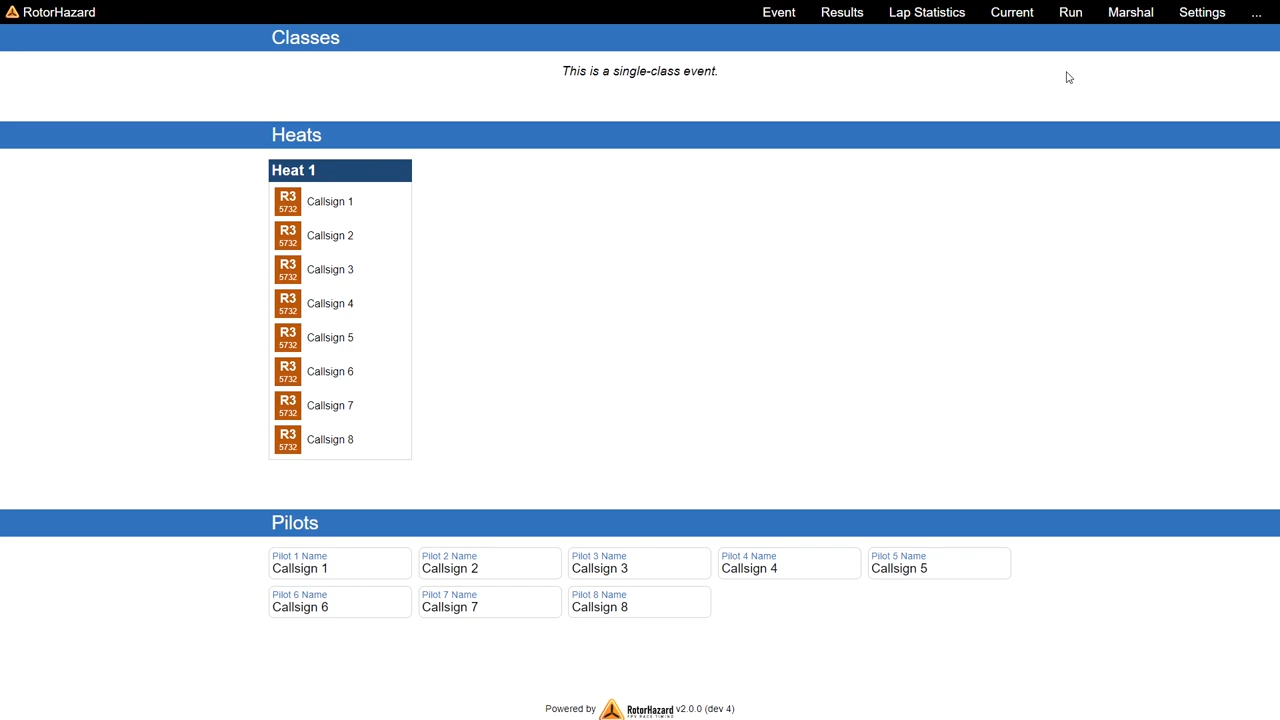 RotorHazard
Event Results Lap Statistics Current Run Marshal Settings ...
Classes
This is a single-class event.
Heats
Heat 1
R3
5732
Callsign 1
R3
5732
Callsign 2
R3
5732
Callsign 3
R3
5732
Callsign 4
R3
5732
Callsign 5
R3
5732
Callsign 6
R3
5732
Callsign 7
R3
5732
Callsign 8
Pilots
Pilot 1 Name
Callsign 1
Pilot 2 Name
Callsign 2
Pilot 3 Name
Callsign 3
Pilot 4 Name
Callsign 4
Pilot 5 Name
Callsign 5
Pilot 6 Name
Callsign 6
Pilot 7 Name
Callsign 7
Pilot 8 Name
Callsign 8
Powered by RotorHazard v2.0.0 (dev 4)
FPV RACE TIMING